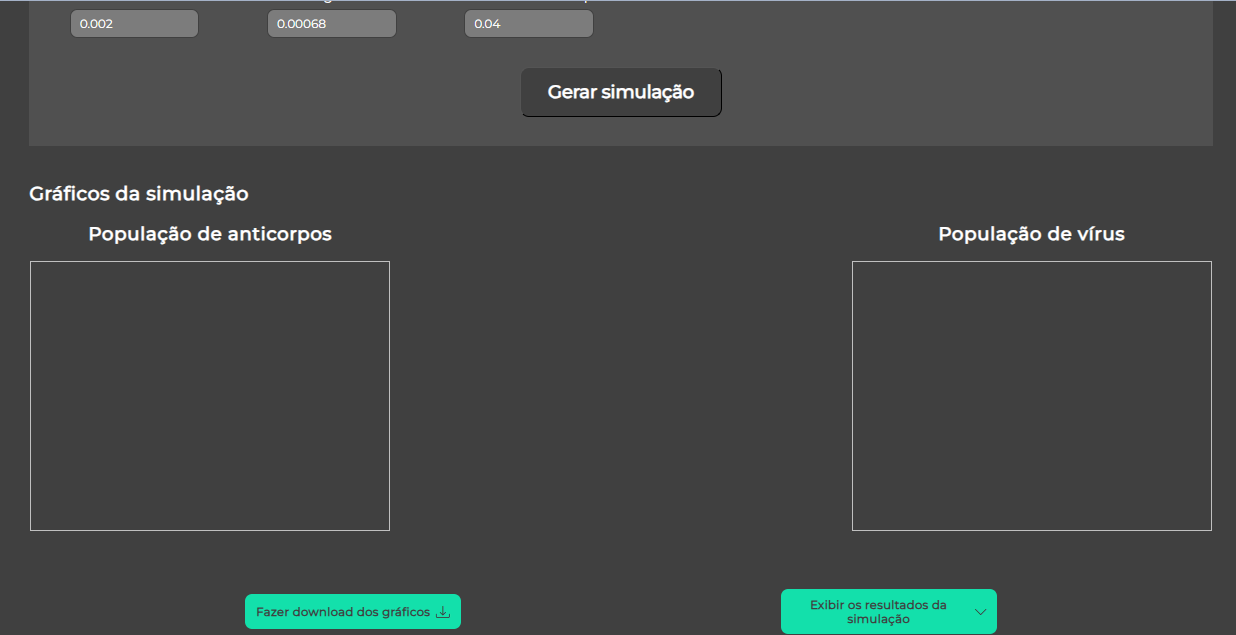 0.002 0.00068 0.04
Gerar simulação
Gráficos da simulação
População de anticorpos
População de vírus
Fazer download dos gráficos
Exibir os resultados da
simulação